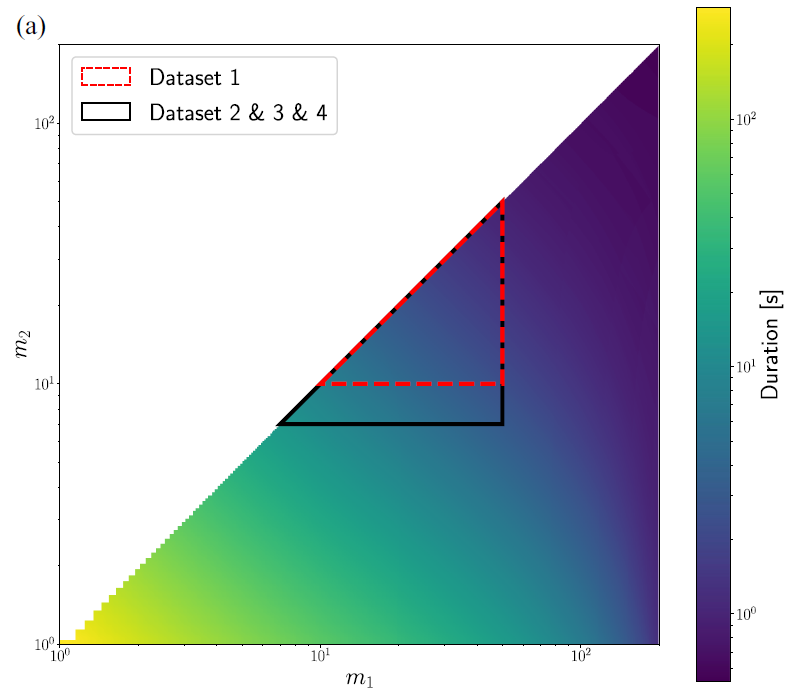 (a)
Dataset 1
Dataset 2 & 3 & 4
10²
10¹
10⁰
m₂
10⁰
10¹
10²
m₁
10²
10¹
10⁰
Duration [s]